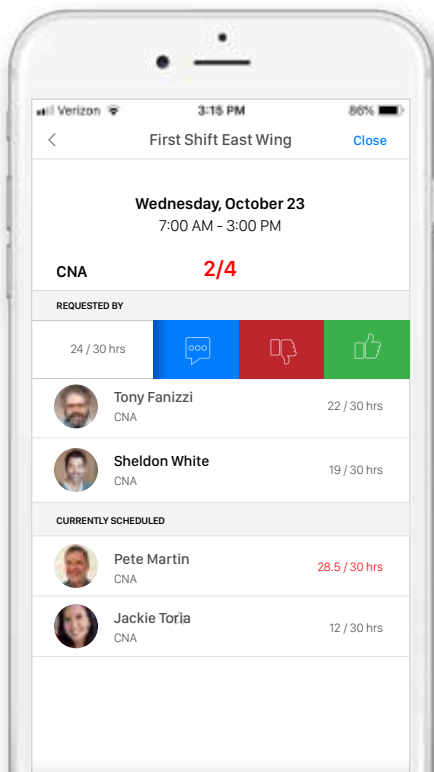 Verizon 3:15 PM 86%
First Shift East Wing Close
Wednesday, October 23
7:00 AM - 3:00 PM
CNA 2/4
REQUESTED BY
24 / 30 hrs
Tony Fanizzi
CNA
22 / 30 hrs
Sheldon White
CNA
19 / 30 hrs
CURRENTLY SCHEDULED
Pete Martin
CNA
28.5 / 30 hrs
Jackie Toria
CNA
12 / 30 hrs